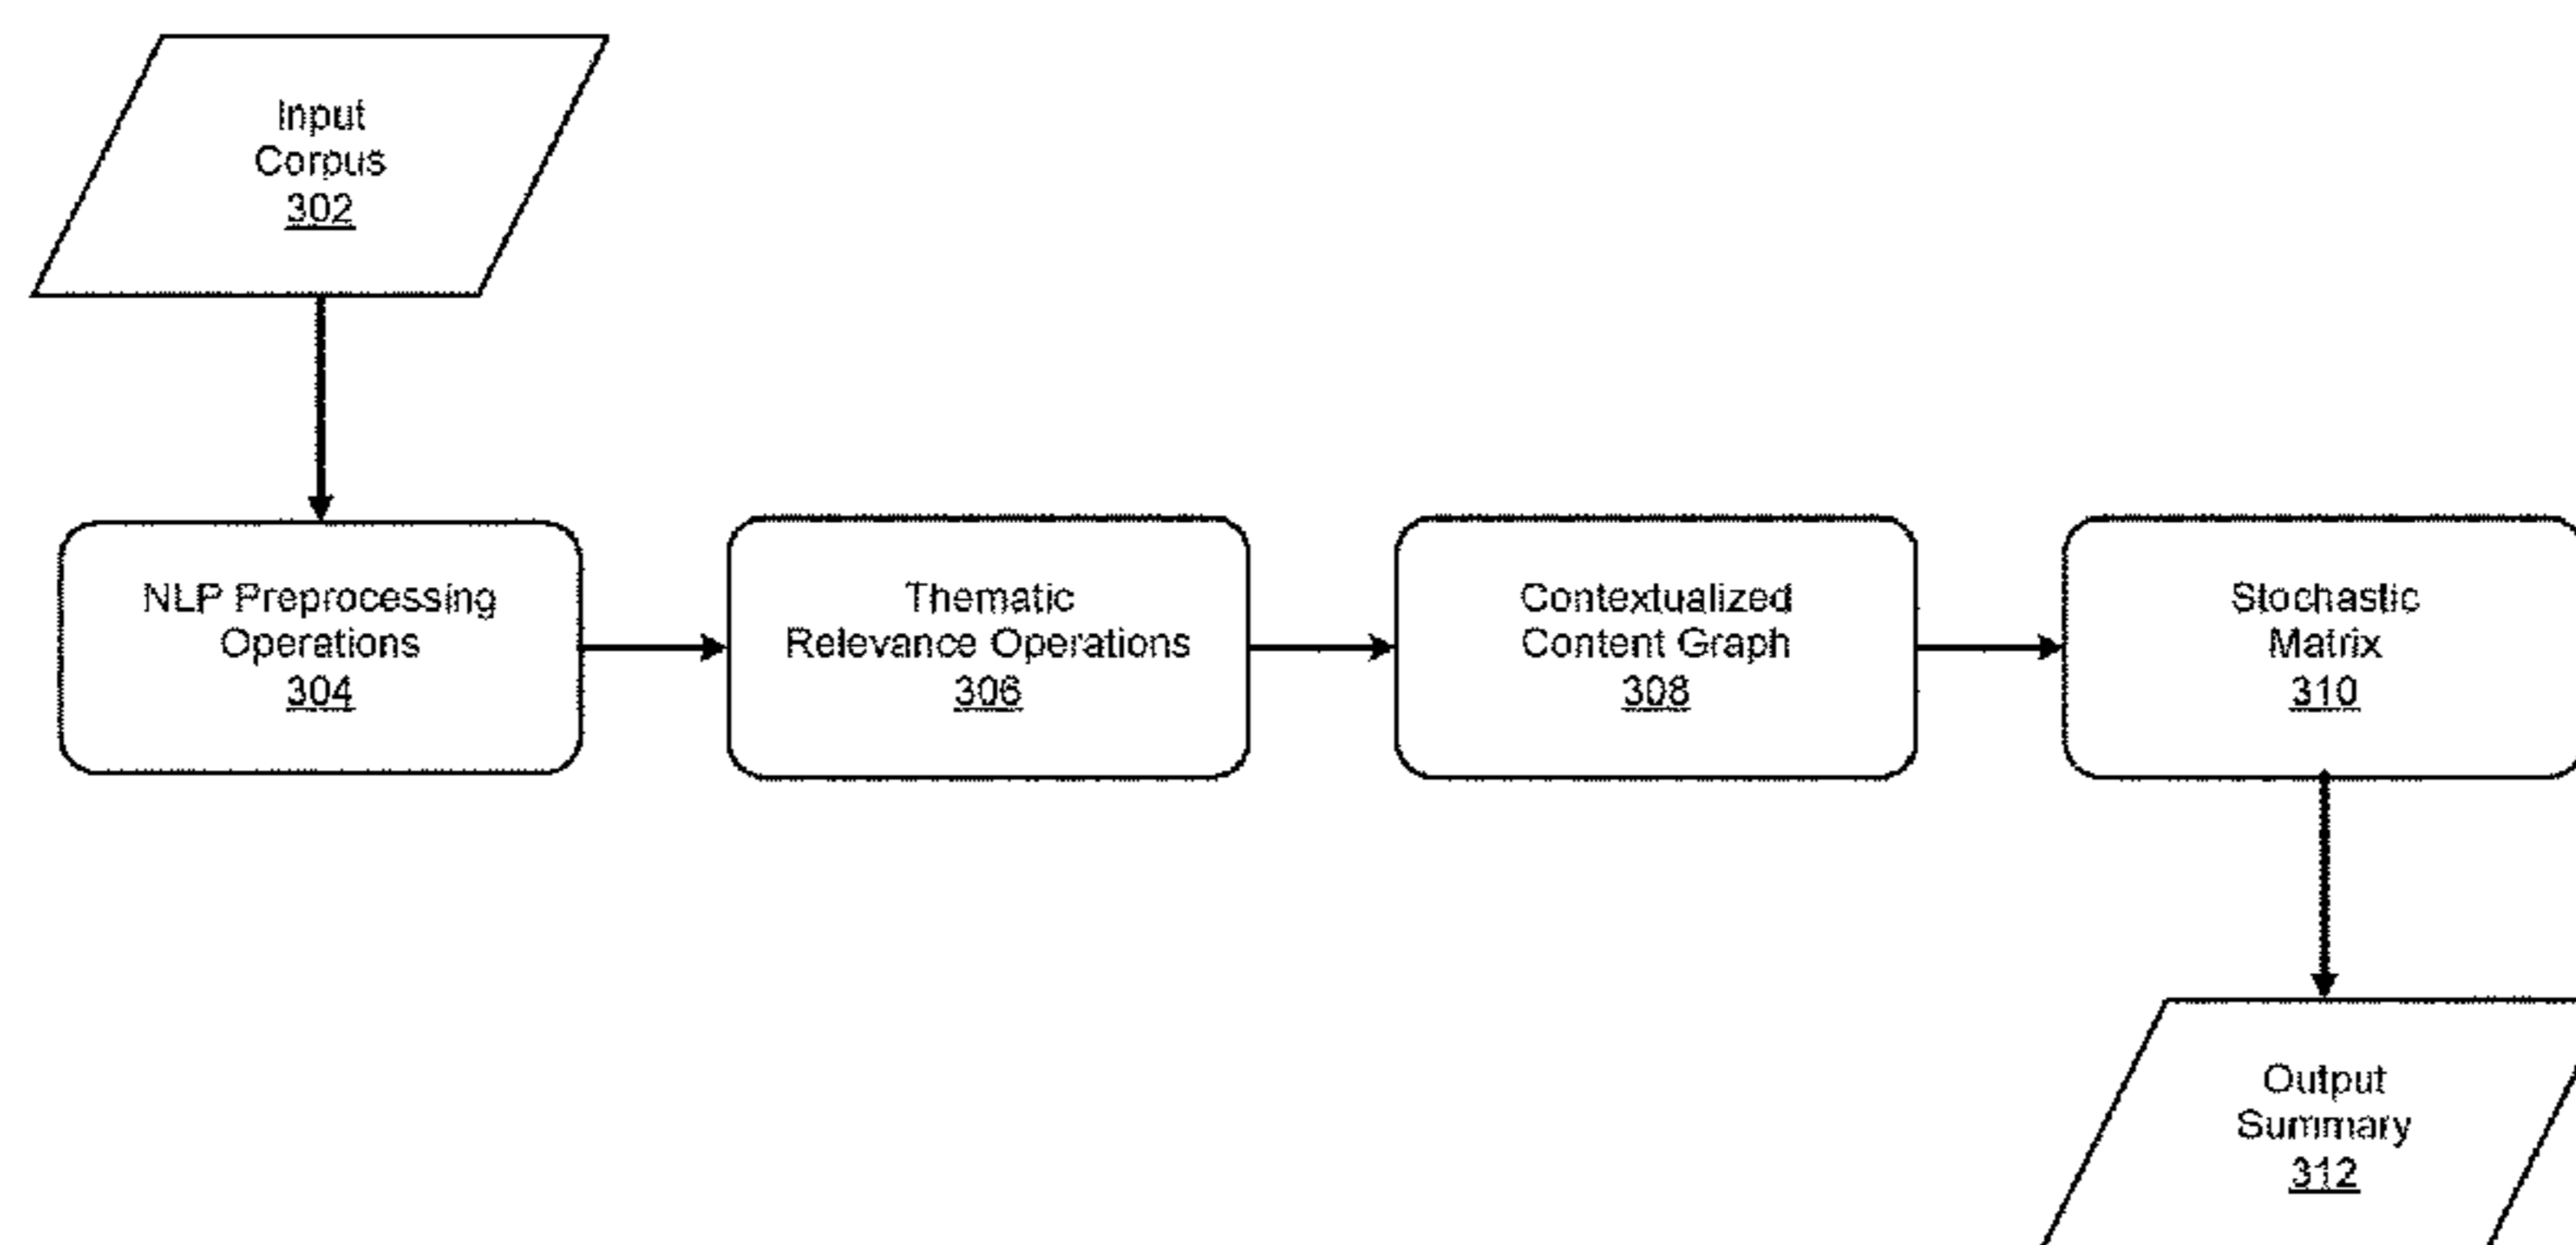 Input
Corpus
302
NLP Preprocessing
Operations
304
Thematic
Relevance Operations
306
Contextualized
Content Graph
308
Stochastic
Matrix
310
Output
Summary
312